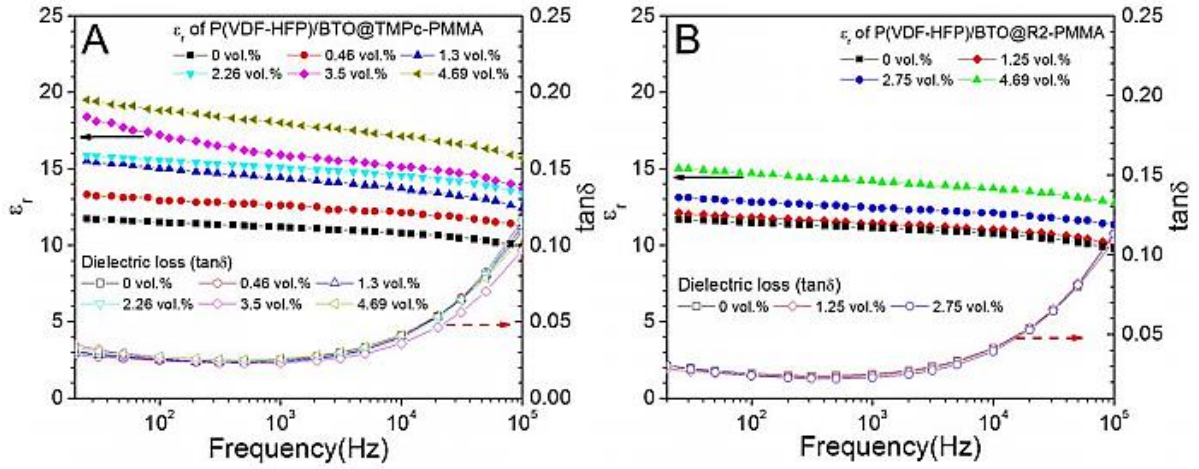 A
εr of P(VDF-HFP)/BTO@TMPc-PMMA
0 vol.% 0.46 vol.% 1.3 vol.%
2.26 vol.% 3.5 vol.% 4.69 vol.%
25
20
15
10
5
0
εr
0.25
0.20
0.15
0.10
0.05
0.00
tanδ
Dielectric loss (tanδ)
0 vol.% 0.46 vol.% 1.3 vol.%
2.26 vol.% 3.5 vol.% 4.69 vol.%
10² 10³ 10⁴ 10⁵
Frequency(Hz)
B
εr of P(VDF-HFP)/BTO@R2-PMMA
0 vol.% 1.25 vol.%
2.75 vol.% 4.69 vol.%
25
20
15
10
5
0
εr
0.25
0.20
0.15
0.10
0.05
tanδ
Dielectric loss (tanδ)
0 vol.% 1.25 vol.% 2.75 vol.%
10² 10³ 10⁴ 10⁵
Frequency(Hz)